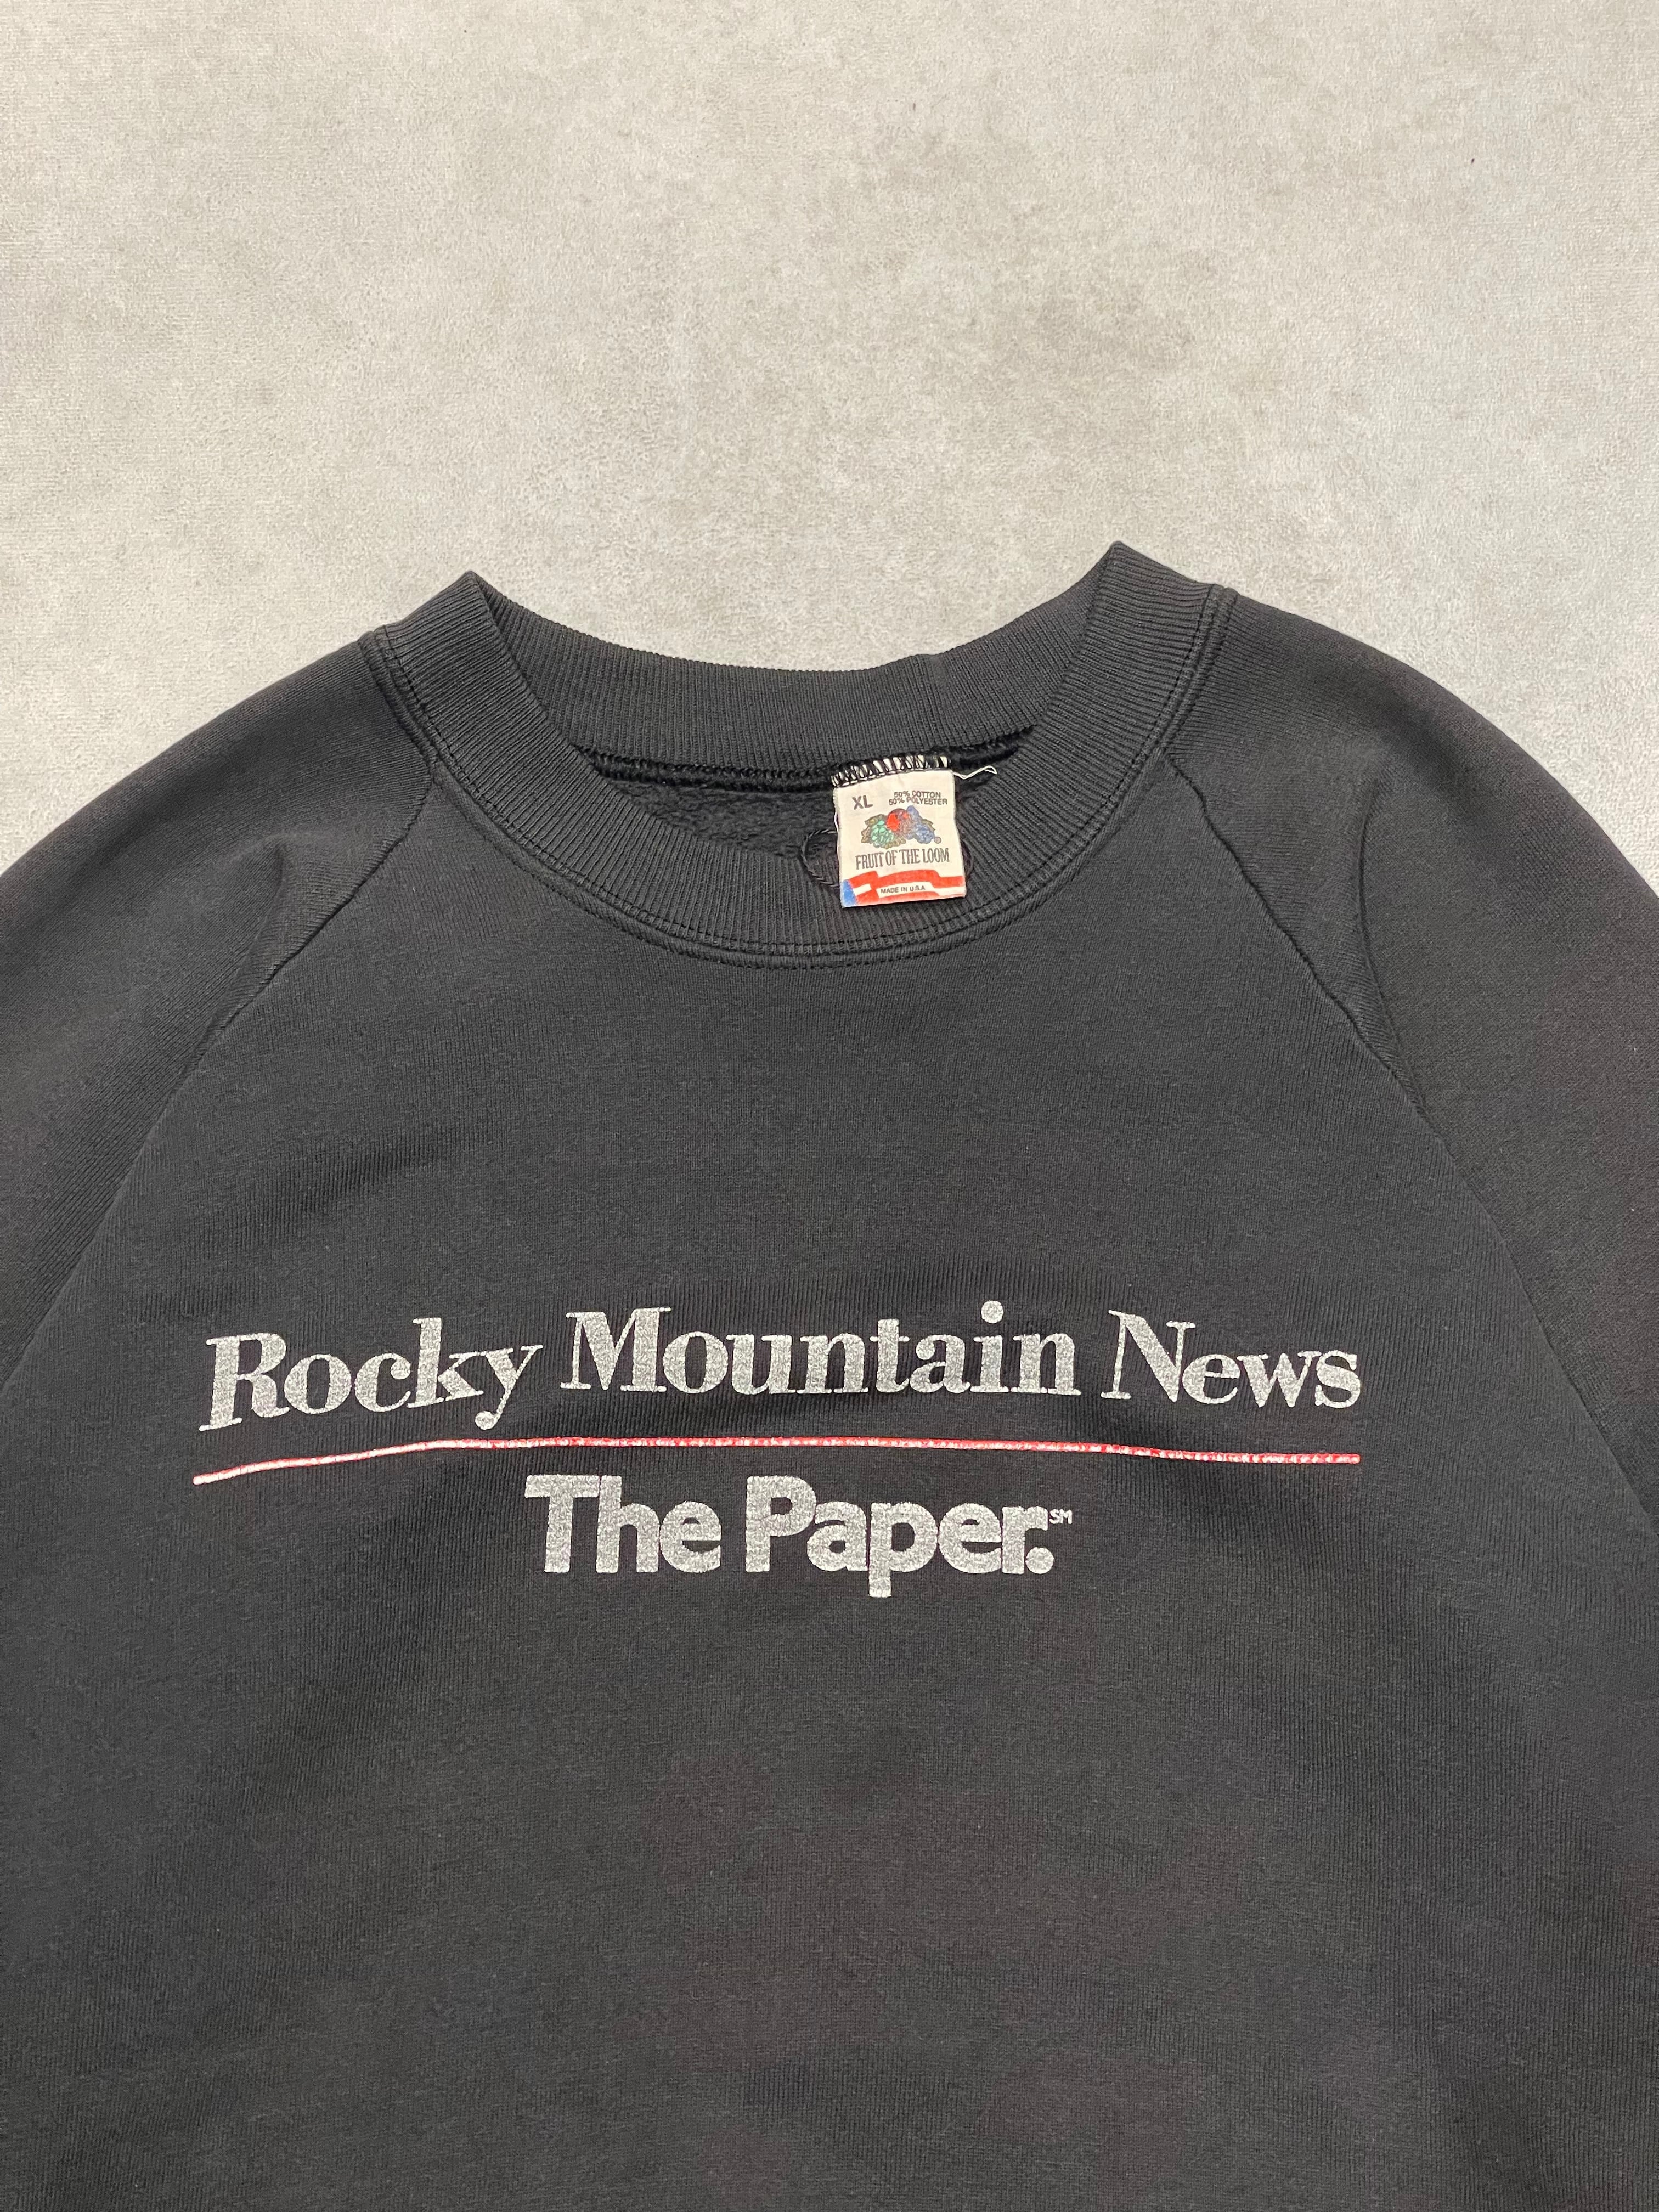 XL 50% COTTON
50% POLYESTER
FRUIT OF THE LOOM
MADE IN U.S.A
Rocky Mountain News
The Paper.SM